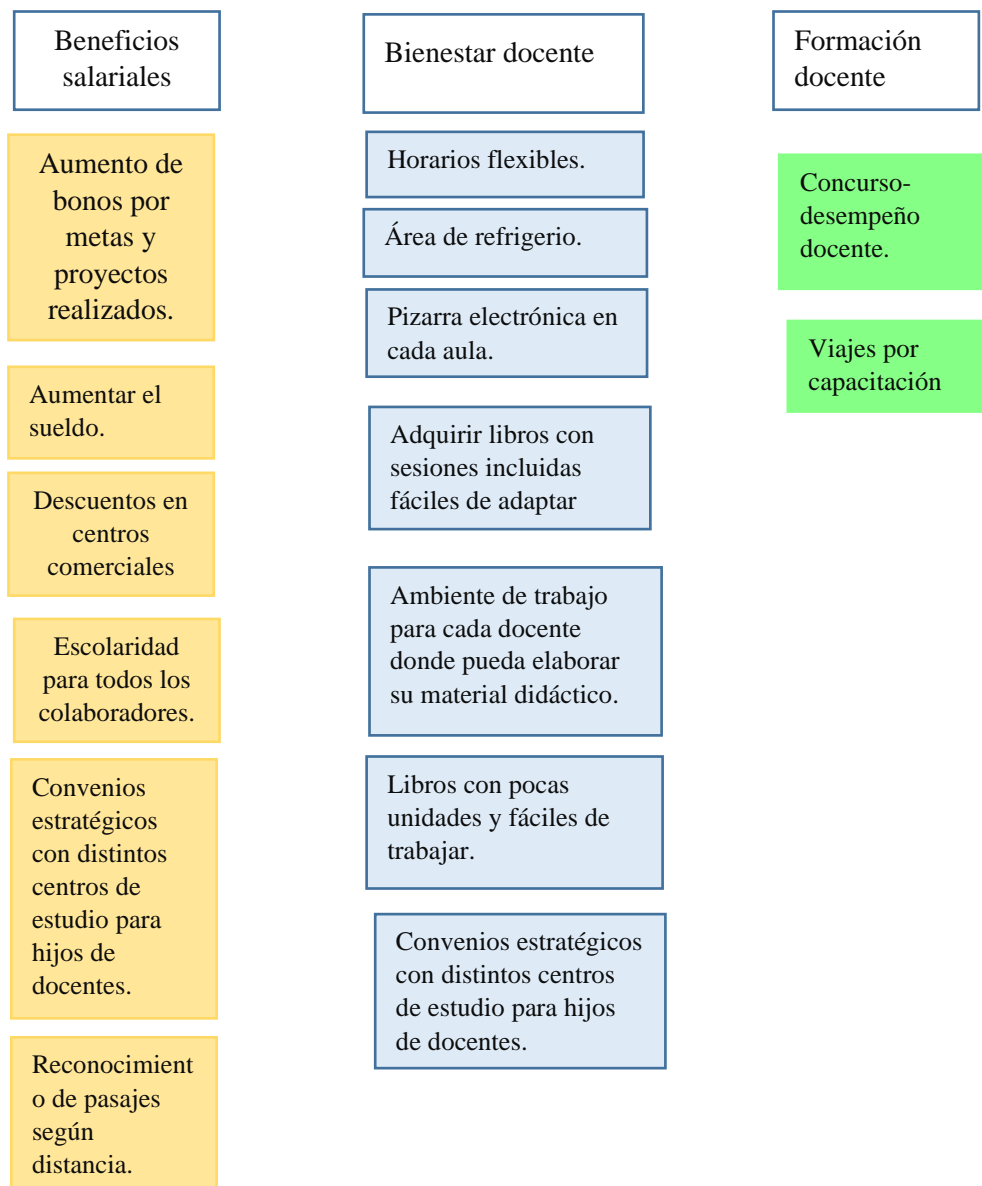 Beneficios
salariales
Aumento de
bonos por
metas y
proyectos
realizados.
Aumentar el
sueldo.
Descuentos en
centros
comerciales
Escolaridad
para todos los
colaboradores.
Convenios
estratégicos
con distintos
centros de
estudio para
hijos de
docentes.
Reconocimient
o de pasajes
según
distancia.
Bienestar docente
Horarios flexibles.
Área de refrigerio.
Pizarra electrónica en
cada aula.
Adquirir libros con
sesiones incluidas
fáciles de adaptar
Ambiente de trabajo
para cada docente
donde pueda elaborar
su material didáctico.
Libros con pocas
unidades y fáciles de
trabajar.
Convenios estratégicos
con distintos centros
de estudio para hijos
de docentes.
Formación
docente
Concurso-
desempeño
docente.
Viajes por
capacitación